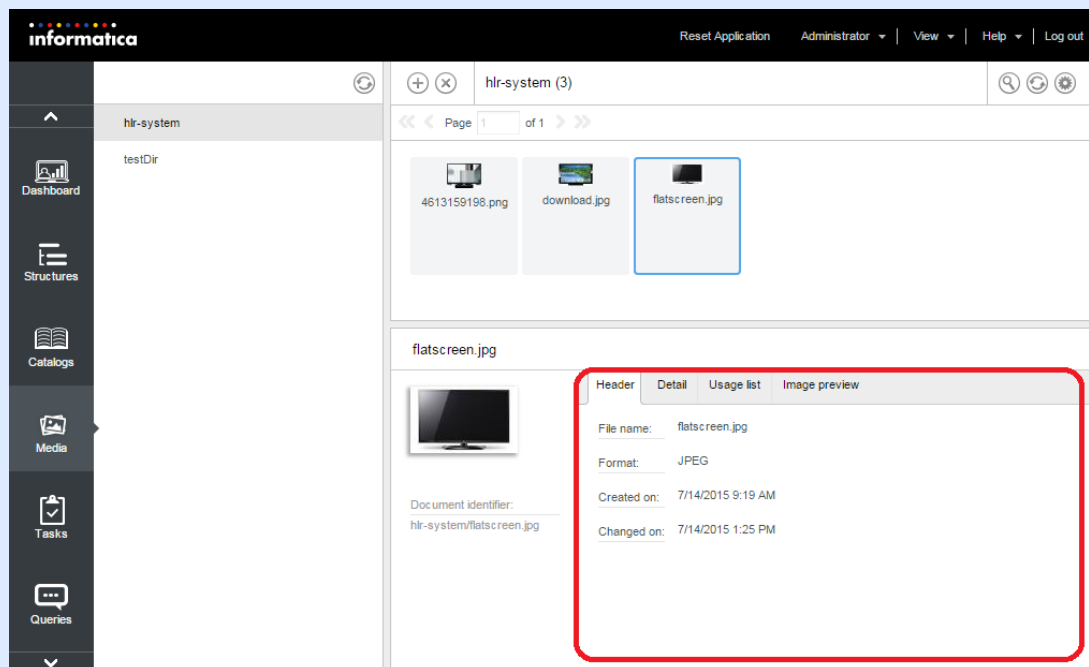 informatica
Reset Application Administrator View Help Log out
hlr-system (3)
hlr-system
Page 1 of 1
testDir
Dashboard
4613159198.png download.jpg flatscreen.jpg
Structures
Catalogs
flatscreen.jpg
Header Detail Usage list Image preview
File name: flatscreen.jpg
Media
Format: JPEG
Created on: 7/14/2015 9:19 AM
Document identifier:
hlr-system/flatscreen.jpg
Changed on: 7/14/2015 1:25 PM
Tasks
Queries